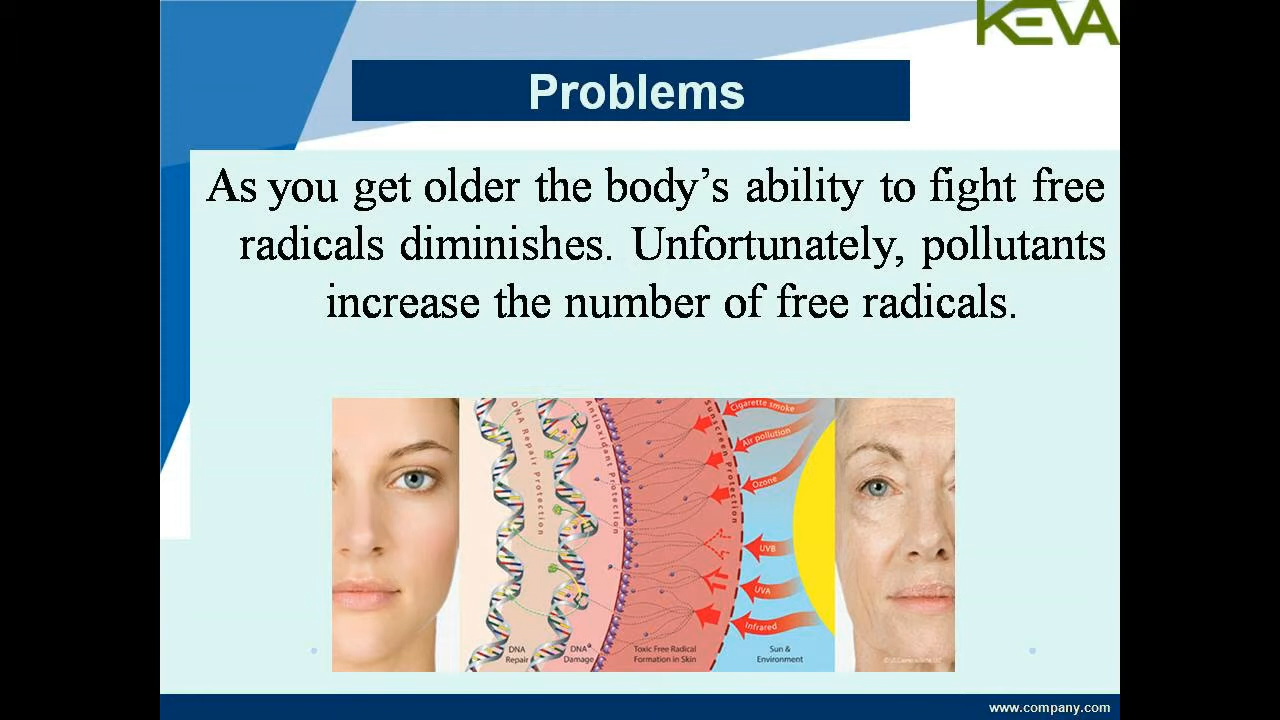 KEVA
Problems
As you get older the body’s ability to fight free
radicals diminishes. Unfortunately, pollutants
increase the number of free radicals.
DNA Repair Protection
Antioxidant Protection
Sunscreen Protection
Cigarette smoke
Air pollution
Ozone
UVB
UVA
Infrared
DNA
Repair
DNA
Damage
Toxic Free Radical
Formation in Skin
Sun &
Environment
www.company.com